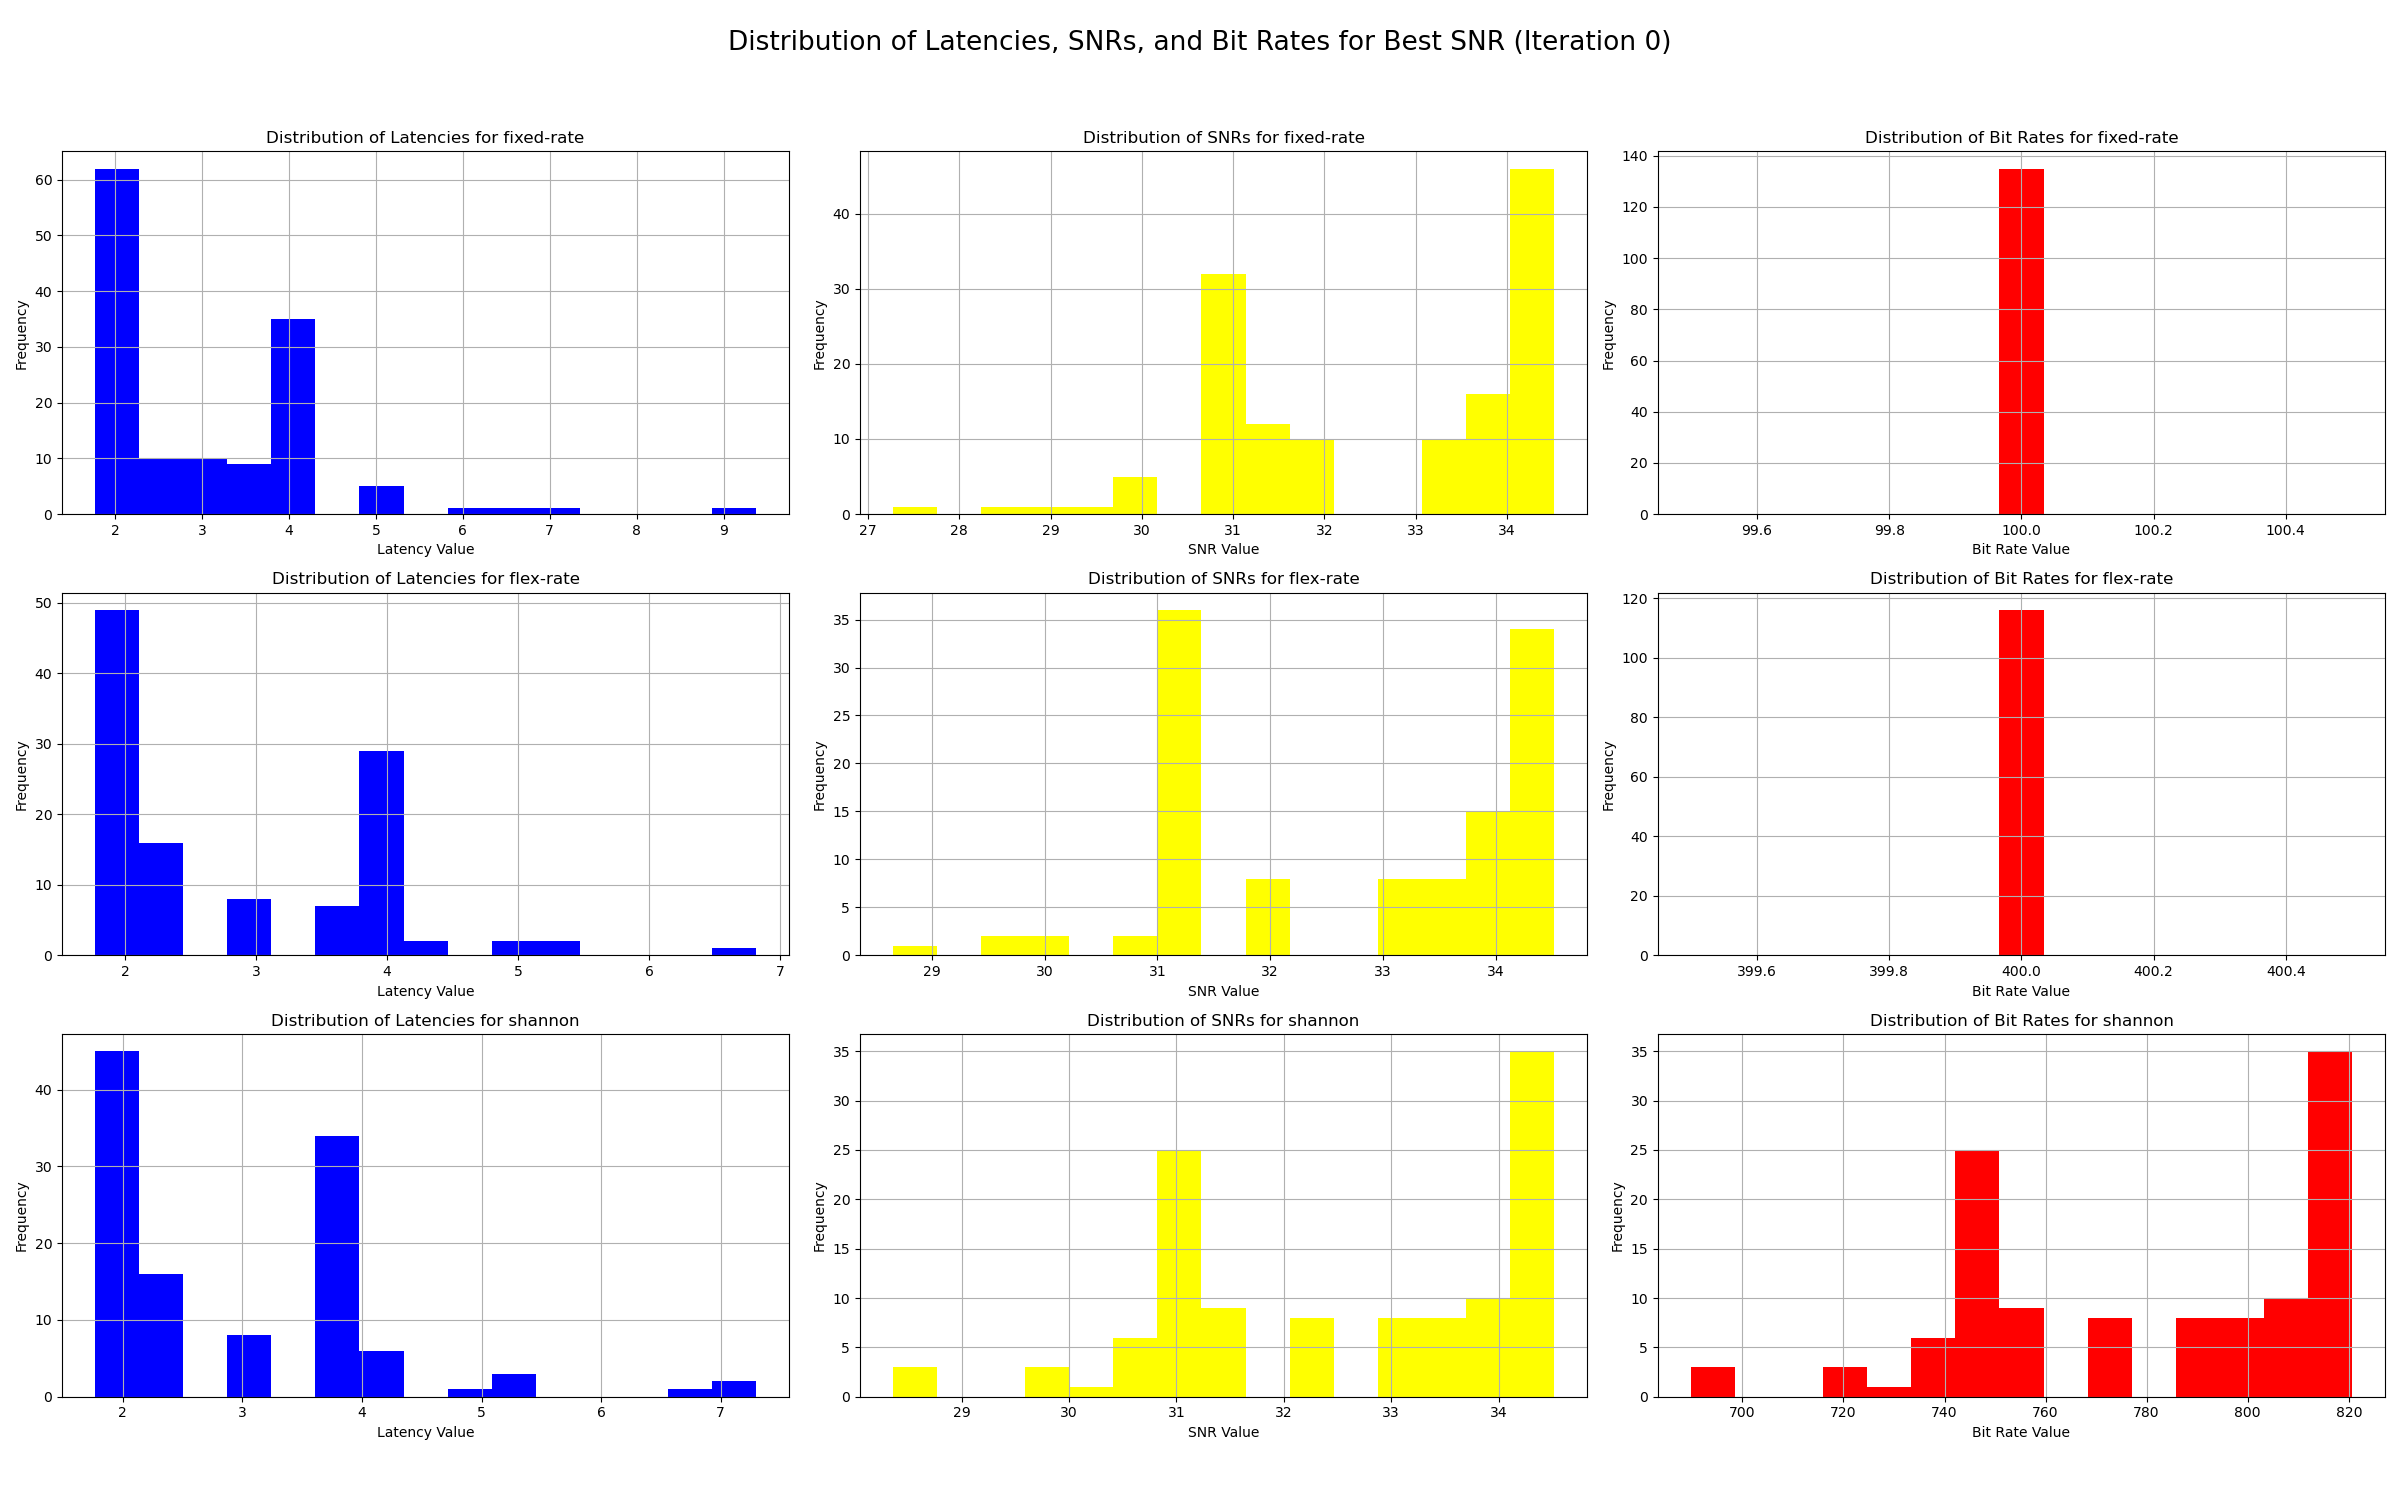 Distribution of Latencies, SNRs, and Bit Rates for Best SNR (Iteration 0)
Distribution of Latencies for fixed-rate
Frequency
60
50
40
30
20
10
0
2 3 4 5 6 7 8 9
Latency Value
Distribution of SNRs for fixed-rate
Frequency
40
30
20
10
0
27 28 29 30 31 32 33 34
SNR Value
Distribution of Bit Rates for fixed-rate
Frequency
140
120
100
80
60
40
20
0
99.6 99.8 100.0 100.2 100.4
Bit Rate Value
Distribution of Latencies for flex-rate
Frequency
50
40
30
20
10
0
2 3 4 5 6 7
Latency Value
Distribution of SNRs for flex-rate
Frequency
35
30
25
20
15
10
5
0
29 30 31 32 33 34
SNR Value
Distribution of Bit Rates for flex-rate
Frequency
120
100
80
60
40
20
0
399.6 399.8 400.0 400.2 400.4
Bit Rate Value
Distribution of Latencies for shannon
Frequency
40
30
20
10
0
2 3 4 5 6 7
Latency Value
Distribution of SNRs for shannon
Frequency
35
30
25
20
15
10
5
0
29 30 31 32 33 34
SNR Value
Distribution of Bit Rates for shannon
Frequency
35
30
25
20
15
10
5
0
700 720 740 760 780 800 820
Bit Rate Value